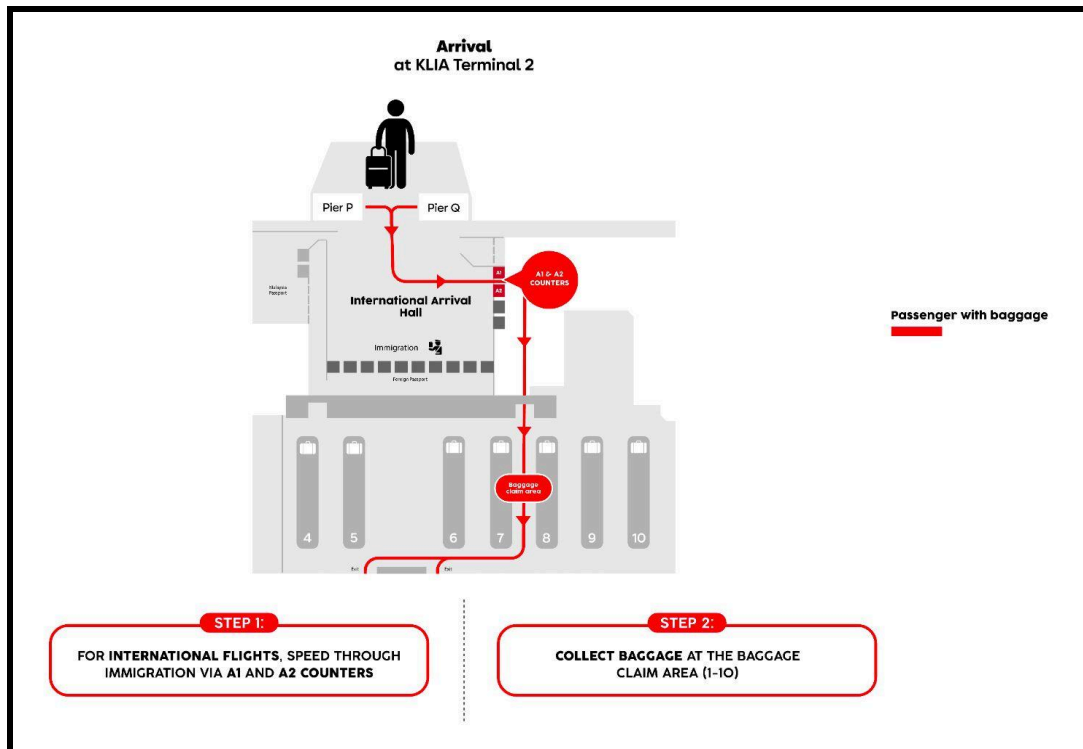 Arrival
at KLIA Terminal 2
Pier P
Pier Q
A1
A2
A1 & A2
COUNTERS
Malaysia
Passport
International Arrival
Hall
Immigration
Foreign Passport
Passenger with baggage
4
5
6
7
8
9
10
Baggage
claim area
Exit
Exit
STEP 1:
FOR INTERNATIONAL FLIGHTS, SPEED THROUGH
IMMIGRATION VIA A1 AND A2 COUNTERS
STEP 2:
COLLECT BAGGAGE AT THE BAGGAGE
CLAIM AREA (1-10)